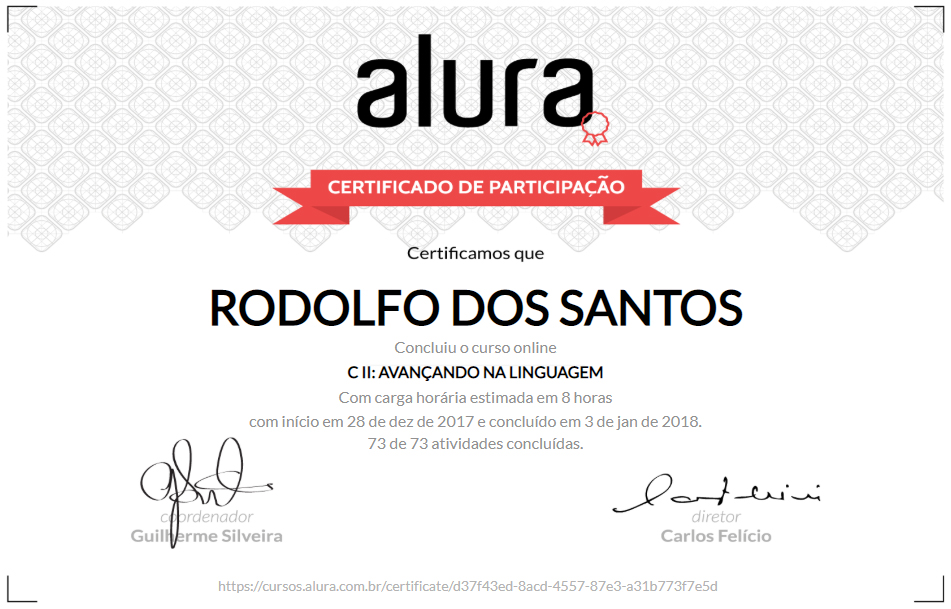 alura
CERTIFICADO DE PARTICIPAÇÃO
Certificamos que
RODOLFO DOS SANTOS
Concluiu o curso online
C II: AVANÇANDO NA LINGUAGEM
Com carga horária estimada em 8 horas
com início em 28 de dez de 2017 e concluído em 3 de jan de 2018.
73 de 73 atividades concluídas.
coordenador
Guilherme Silveira
diretor
Carlos Felício
https://cursos.alura.com.br/certificate/d37f43ed-8acd-4557-87e3-a31b773f7e5d